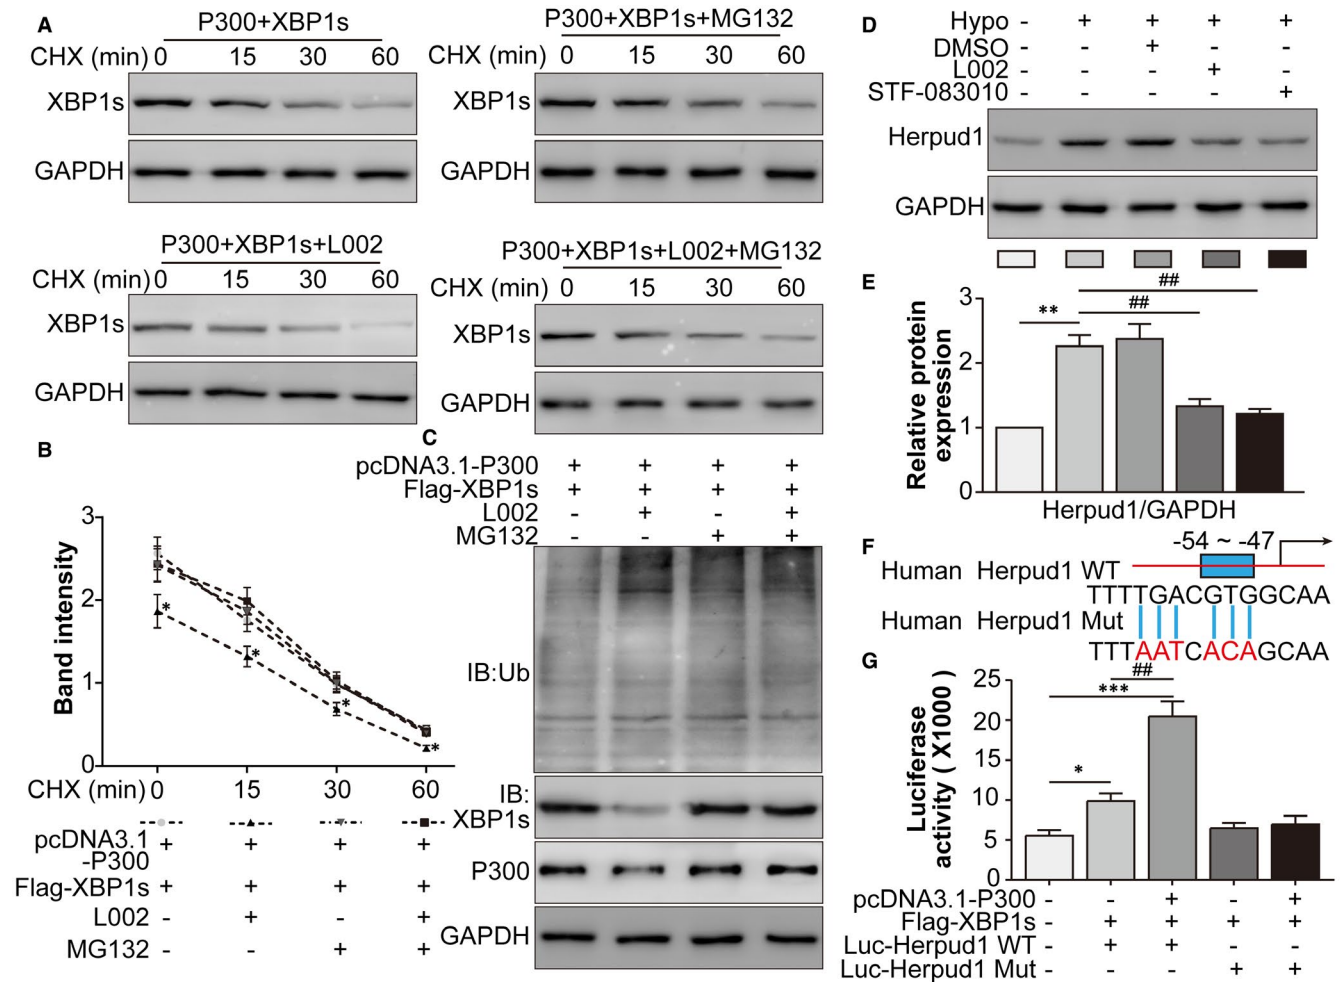 A
P300+XBP1s
CHX (min) 0 15 30 60
XBP1s
GAPDH
P300+XBP1s+MG132
CHX (min) 0 15 30 60
XBP1s
GAPDH
P300+XBP1s+L002
CHX (min) 0 15 30 60
XBP1s
GAPDH
P300+XBP1s+L002+MG132
CHX (min) 0 15 30 60
XBP1s
GAPDH
B
Band intensity
3
2
1
0
CHX (min) 0 15 30 60
* * * *
pcDNA3.1
-P300 + + + +
Flag-XBP1s + + + +
L002 - + - +
MG132 - - + +
C
pcDNA3.1-P300 + + + +
Flag-XBP1s + + + +
L002 - + - +
MG132 - - + +
IB:Ub
IB:
XBP1s
P300
GAPDH
D
Hypo - + + + +
DMSO - - + - -
L002 - - - + -
STF-083010 - - - - +
Herpud1
GAPDH
E
Relative protein
expression
3
2
1
0
** ## ##
Herpud1/GAPDH
F
-54 ~ -47
Human Herpud1 WT
TTTTGACGTGGCAA
Human Herpud1 Mut
TTTAATCACAGCAA
G
Luciferase
activity ( X1000 )
25
20
15
10
5
0
* *** ##
pcDNA3.1-P300 - - + - +
Flag-XBP1s - + + + +
Luc-Herpud1 WT - + + - -
Luc-Herpud1 Mut - - - + +